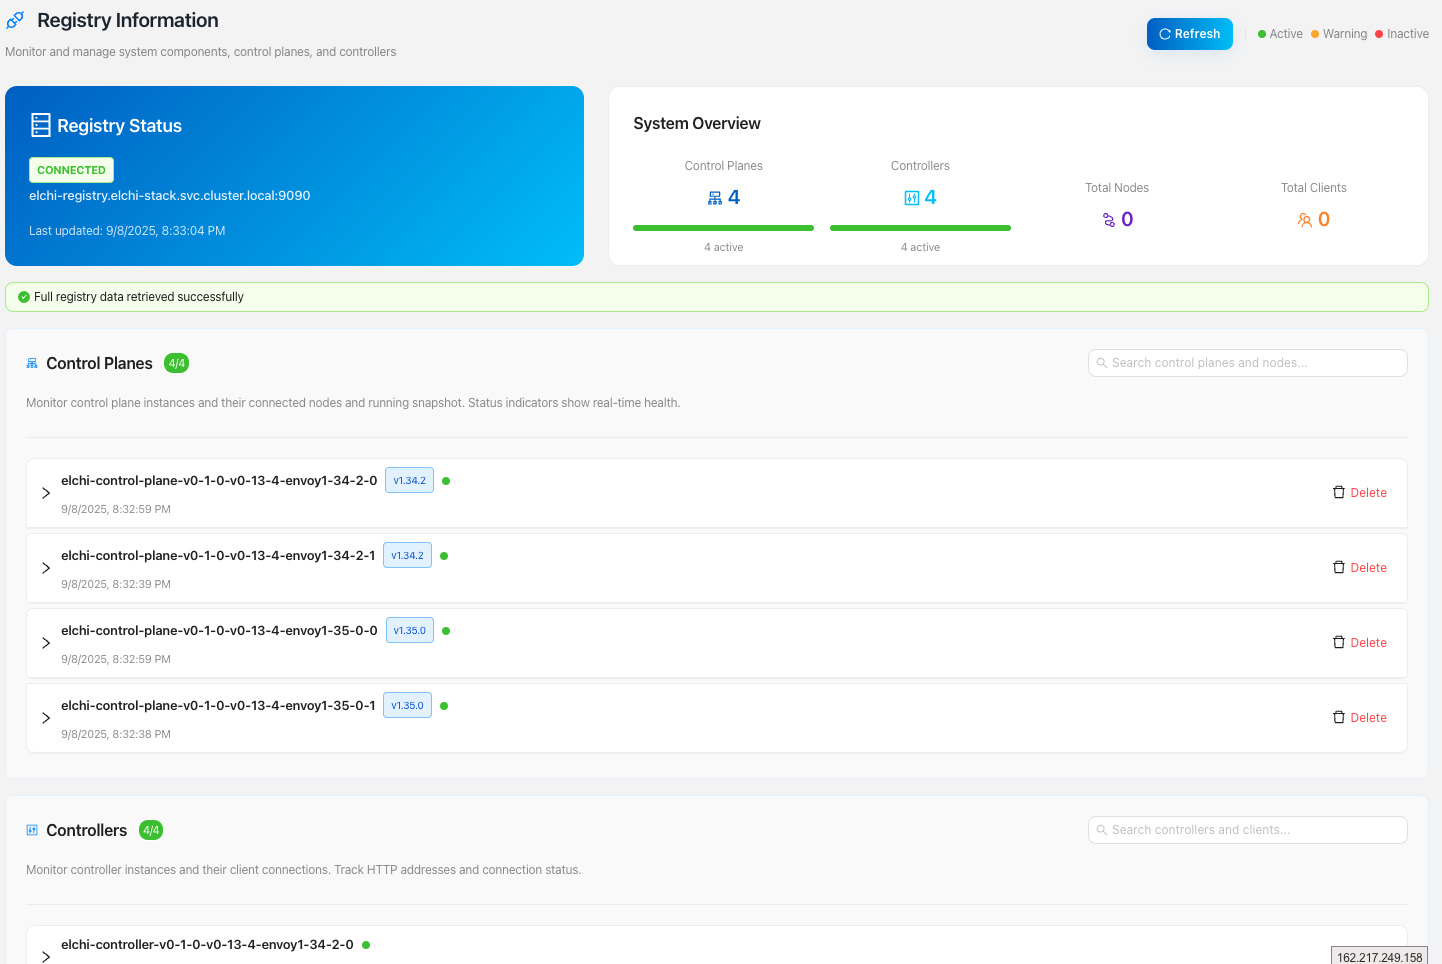 Registry Information
Monitor and manage system components, control planes, and controllers
Refresh
Active
Warning
Inactive
Registry Status
CONNECTED
elchi-registry.elchi-stack.svc.cluster.local:9090
Last updated: 9/8/2025, 8:33:04 PM
System Overview
Control Planes
4
4 active
Controllers
4
4 active
Total Nodes
0
Total Clients
0
Full registry data retrieved successfully
Control Planes 4/4
Search control planes and nodes...
Monitor control plane instances and their connected nodes and running snapshot. Status indicators show real-time health.
elchi-control-plane-v0-1-0-v0-13-4-envoy1-34-2-0 v1.34.2
9/8/2025, 8:32:59 PM
Delete
elchi-control-plane-v0-1-0-v0-13-4-envoy1-34-2-1 v1.34.2
9/8/2025, 8:32:39 PM
Delete
elchi-control-plane-v0-1-0-v0-13-4-envoy1-35-0-0 v1.35.0
9/8/2025, 8:32:59 PM
Delete
elchi-control-plane-v0-1-0-v0-13-4-envoy1-35-0-1 v1.35.0
9/8/2025, 8:32:38 PM
Delete
Controllers 4/4
Search controllers and clients...
Monitor controller instances and their client connections. Track HTTP addresses and connection status.
elchi-controller-v0-1-0-v0-13-4-envoy1-34-2-0
162.217.249.158